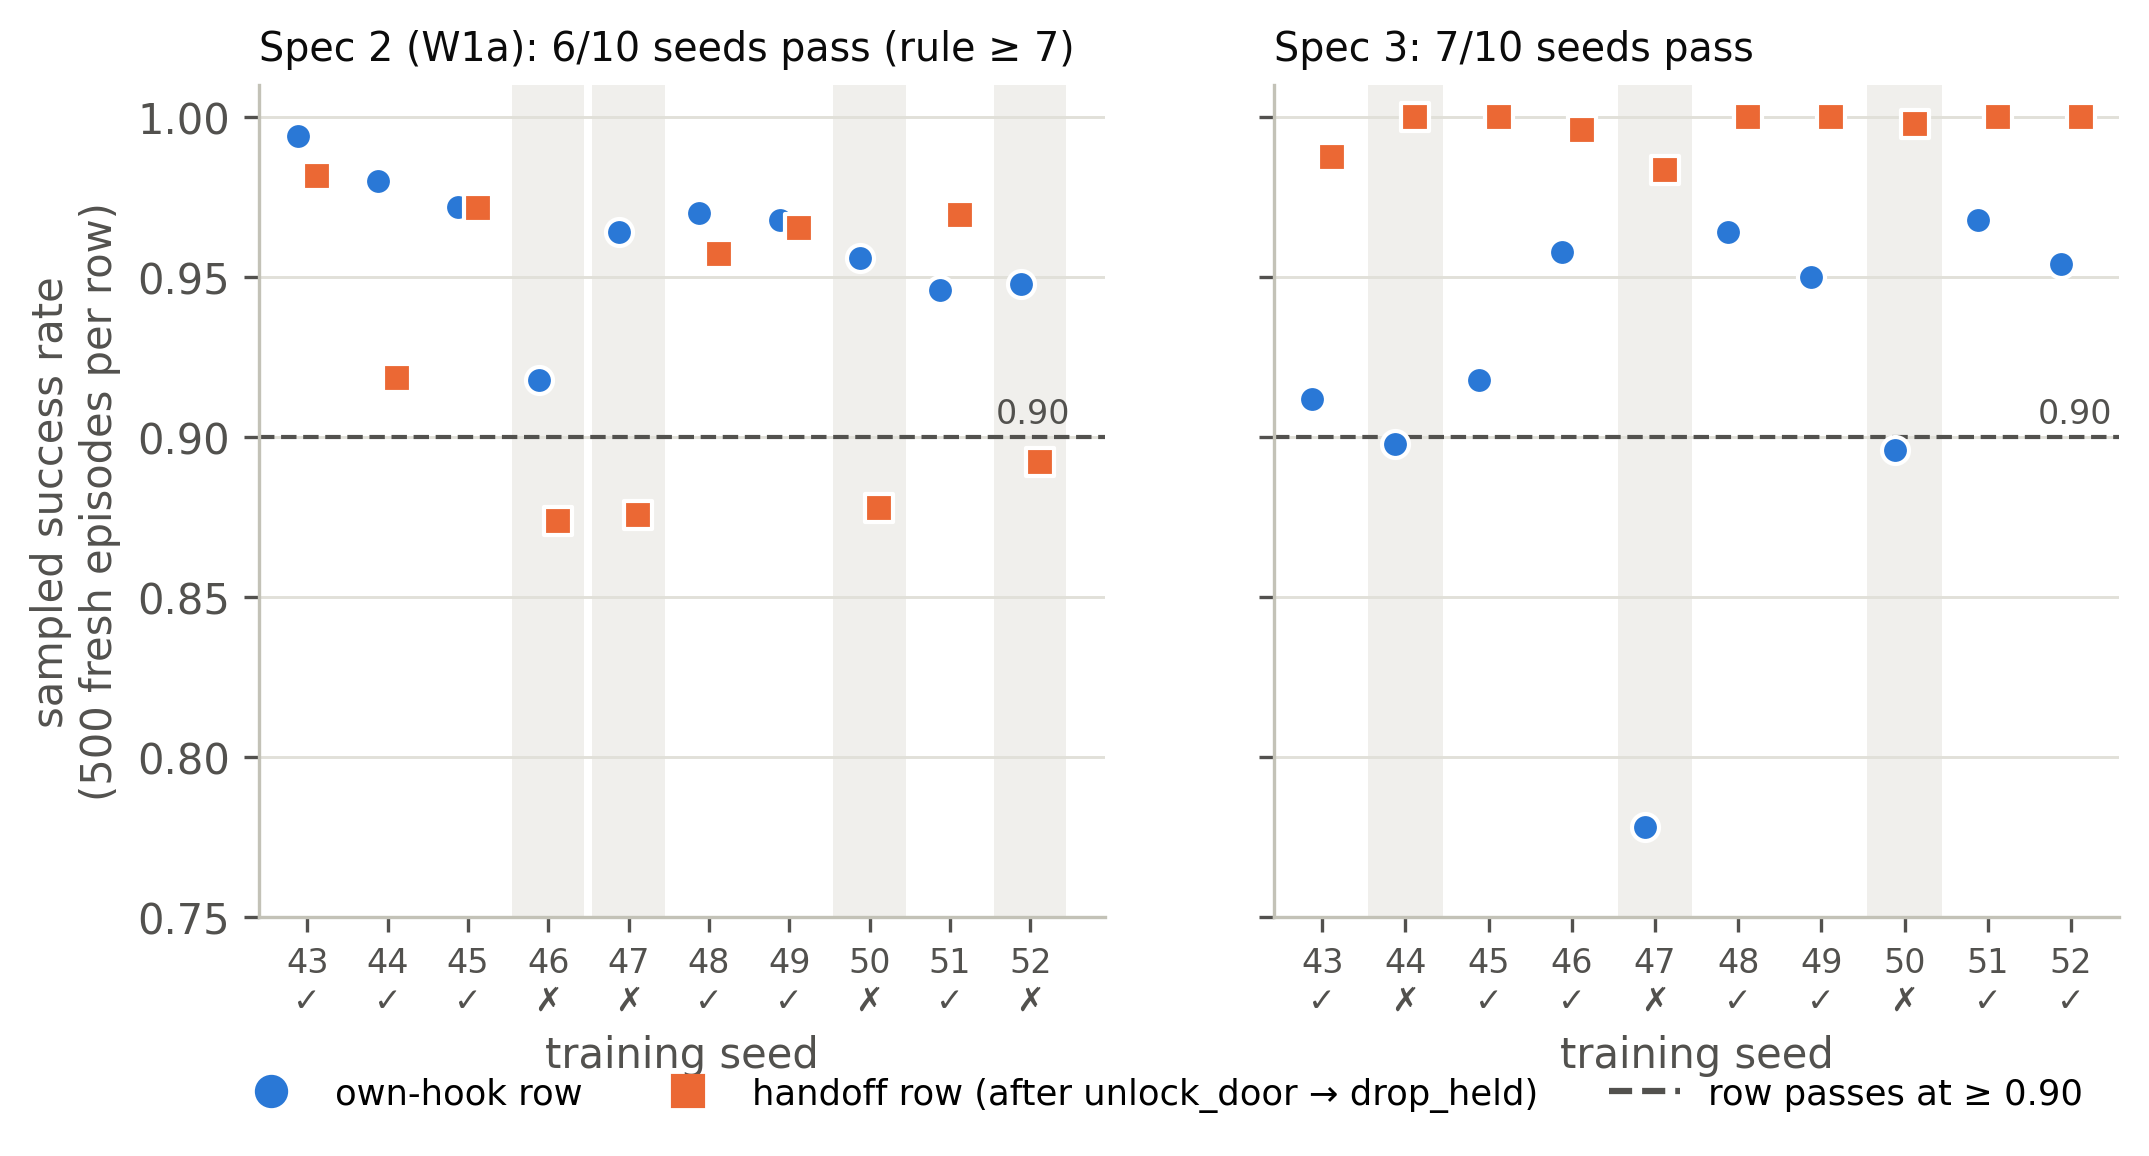 Spec 2 (W1a): 6/10 seeds pass (rule ≥ 7)
Spec 3: 7/10 seeds pass
sampled success rate
(500 fresh episodes per row)
1.00
0.95
0.90
0.85
0.80
0.75
0.90
0.90
43 44 45 46 47 48 49 50 51 52
✓ ✓ ✓ ✗ ✗ ✓ ✓ ✗ ✓ ✗
training seed
43 44 45 46 47 48 49 50 51 52
✓ ✗ ✓ ✓ ✗ ✓ ✓ ✗ ✓ ✓
training seed
own-hook row
handoff row (after unlock_door → drop_held)
row passes at ≥ 0.90